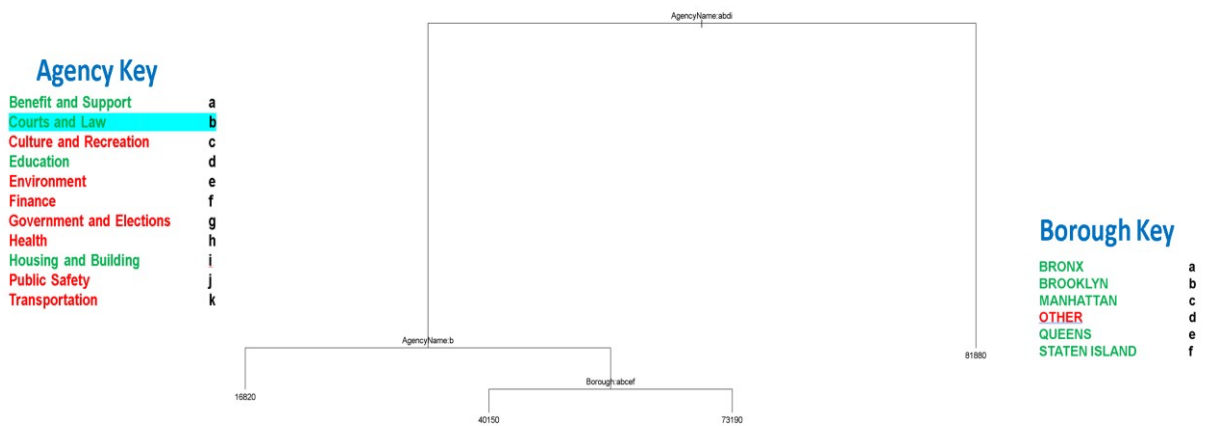 AgencyName:abdi
Agency Key
Benefit and Support a
Courts and Law b
Culture and Recreation c
Education d
Environment e
Finance f
Government and Elections g
Health h
Housing and Building i
Public Safety j
Transportation k
Borough Key
BRONX a
BROOKLYN b
MANHATTAN c
OTHER d
QUEENS e
STATEN ISLAND f
AgencyName:b
81880
Borough:abcef
16820
40150
73190